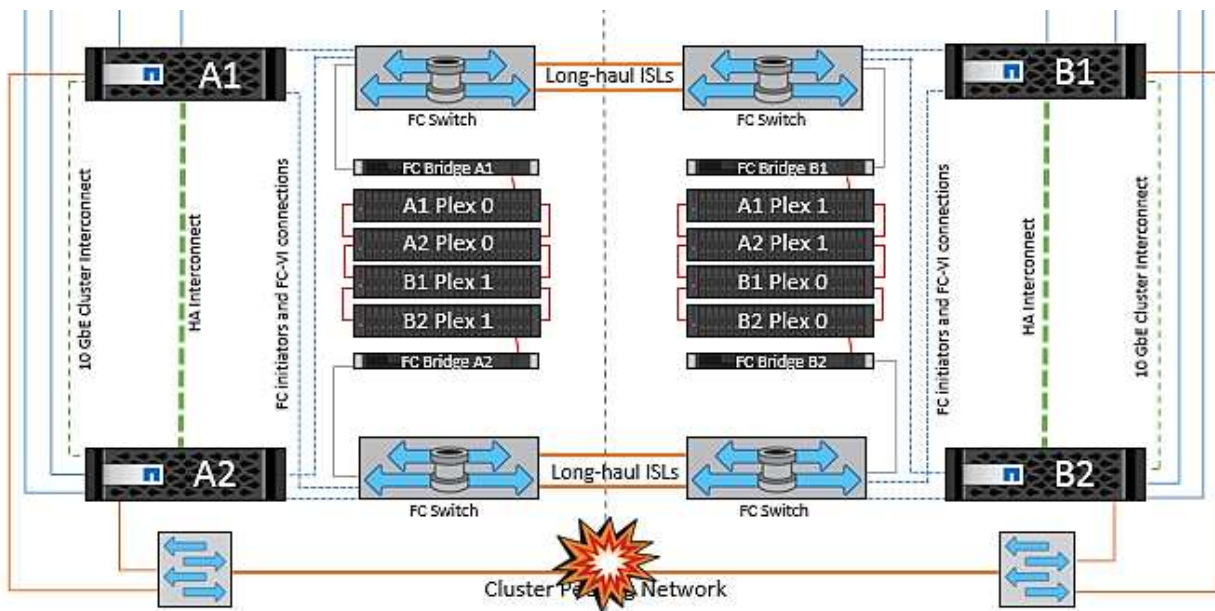 A1
B1
Long-haul ISLs
FC Switch
FC Switch
FC Bridge A1
FC Bridge B1
A1 Plex 0
A1 Plex 1
A2 Plex 0
A2 Plex 1
B1 Plex 1
B1 Plex 0
B2 Plex 1
B2 Plex 0
FC Bridge A2
FC Bridge B2
10 GbE cluster Interconnect
HA Interconnect
FC initiators and FC-VI connections
FC initiators and FC-VI connections
HA Interconnect
10 GbE Cluster Interconnect
A2
B2
Long-haul ISLs
FC Switch
FC Switch
Cluster Network